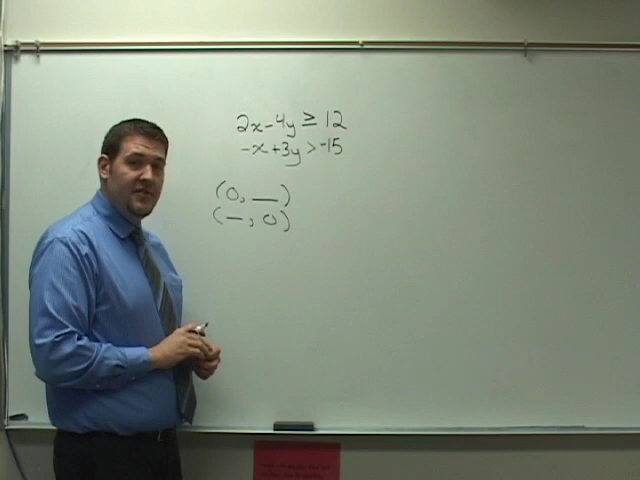 2x-4y ≥ 12
-x+3y > -15
(0, __)
(__, 0)